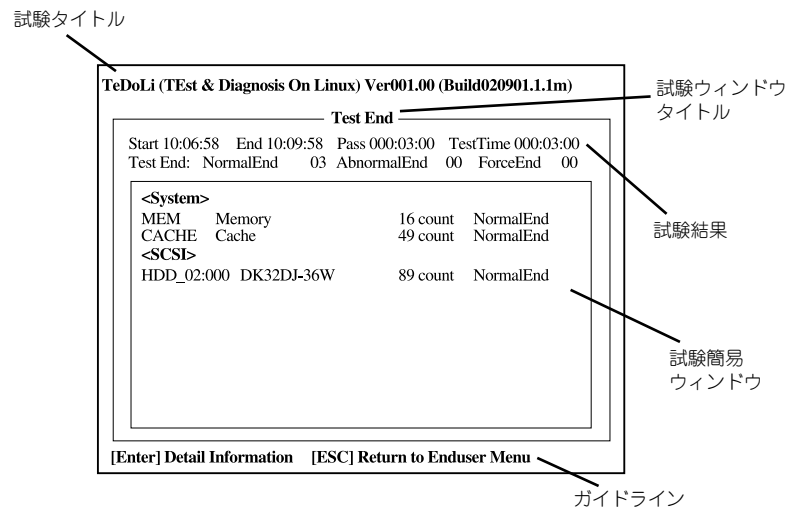 試験タイトル
TeDoLi (TEst & Diagnosis On Linux) Ver001.00 (Build020901.1.1m)
試験ウィンドウ
タイトル
Test End
Start 10:06:58 End 10:09:58 Pass 000:03:00 TestTime 000:03:00
Test End: NormalEnd 03 AbnormalEnd 00 ForceEnd 00
試験結果
<System>
MEM Memory 16 count NormalEnd
CACHE Cache 49 count NormalEnd
<SCSI>
HDD_02:000 DK32DJ-36W 89 count NormalEnd
試験簡易
ウィンドウ
[Enter] Detail Information [ESC] Return to Enduser Menu
ガイドライン